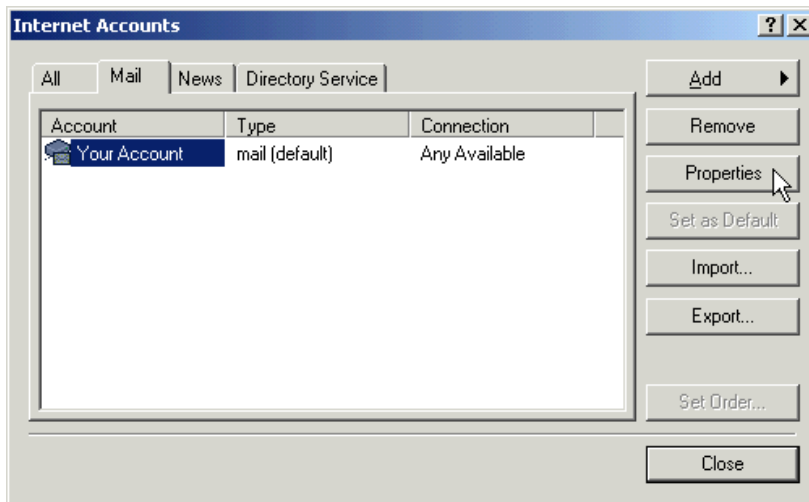 Internet Accounts
All Mail News Directory Service
Account Type Connection
Your Account mail (default) Any Available
Add
Remove
Properties
Set as Default
Import...
Export...
Set Order...
Close